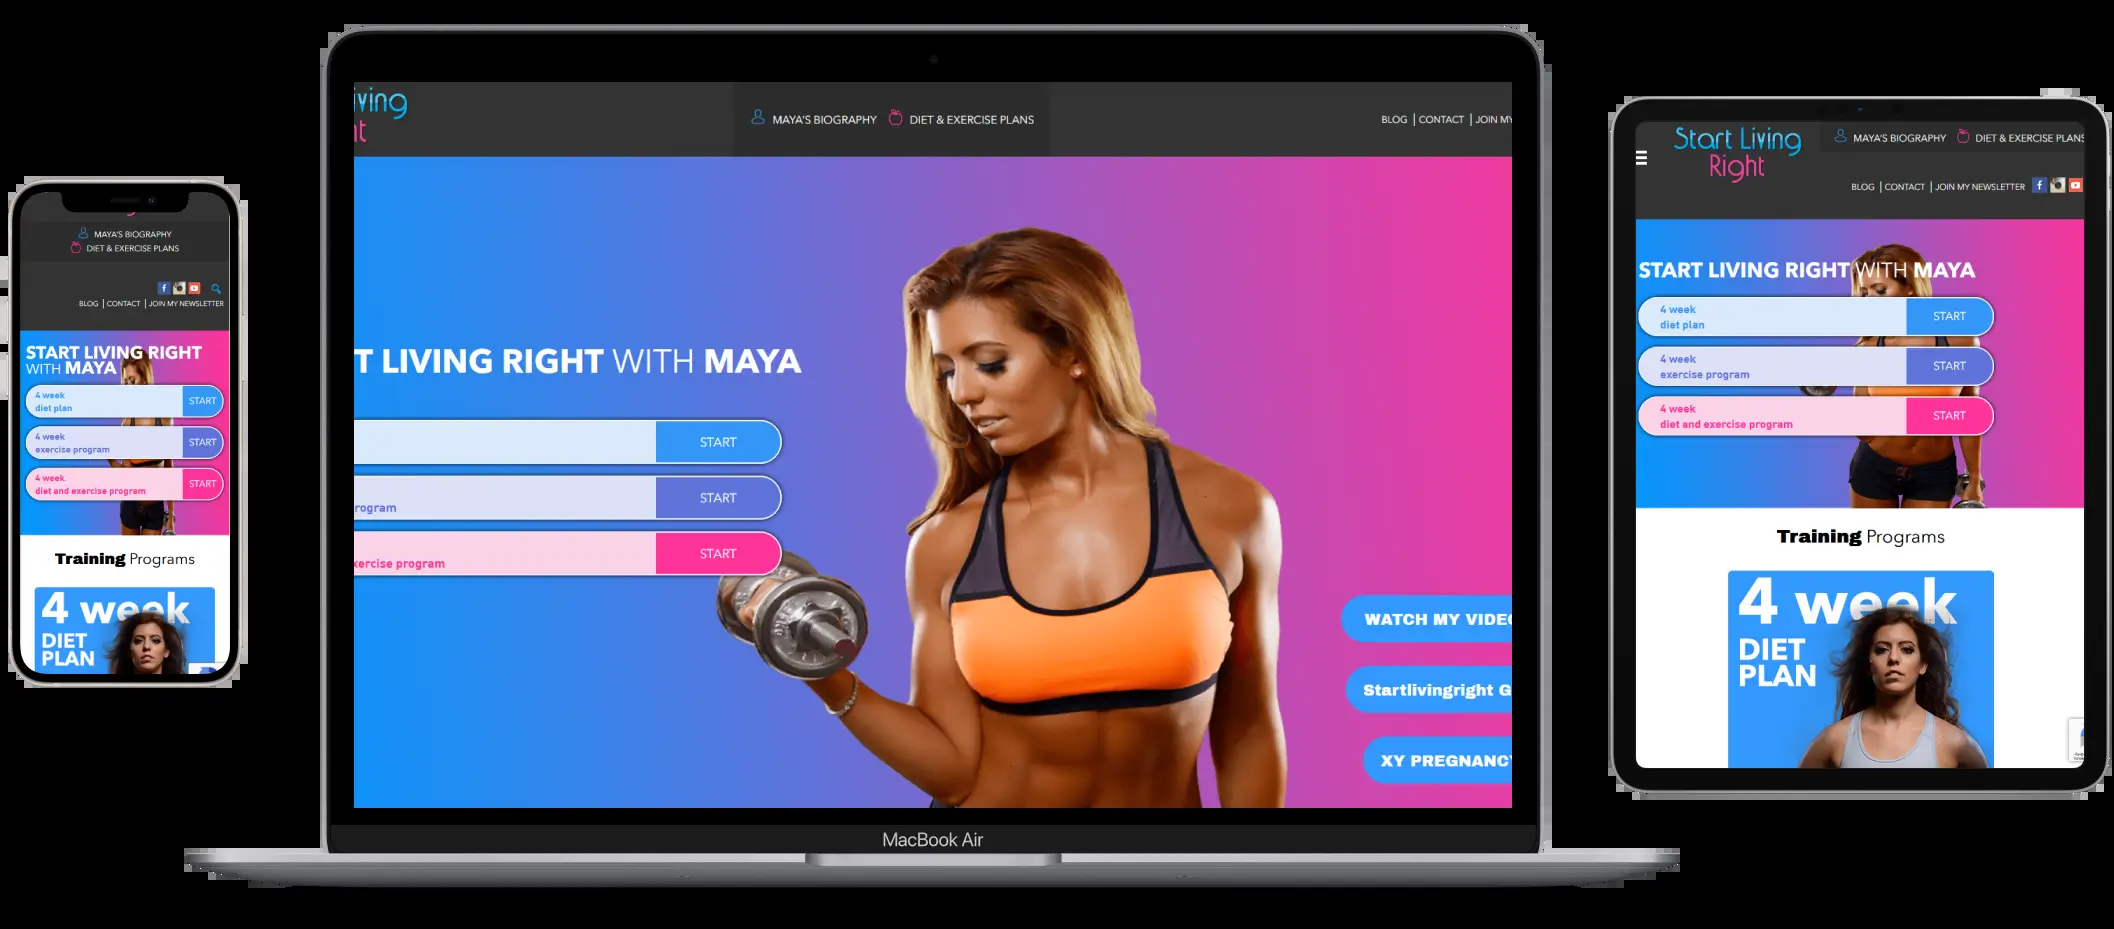 MAYA'S BIOGRAPHY
DIET & EXERCISE PLANS
BLOG | CONTACT | JOIN MY NEWSLETTER
START LIVING RIGHT
WITH MAYA
4 week
diet plan
START
4 week
exercise program
START
4 week
diet and exercise program
START
Training Programs
4 week
DIET
PLAN
iving
ht
MAYA'S BIOGRAPHY
DIET & EXERCISE PLANS
BLOG | CONTACT | JOIN MY
T LIVING RIGHT WITH MAYA
START
rogram
START
xercise program
START
WATCH MY VIDEO
Startlivingright G
XY PREGNANCY
MacBook Air
Start Living
Right
MAYA'S BIOGRAPHY
DIET & EXERCISE PLANS
BLOG | CONTACT | JOIN MY NEWSLETTER
START LIVING RIGHT WITH MAYA
4 week
diet plan
START
4 week
exercise program
START
4 week
diet and exercise program
START
Training Programs
4 week
DIET
PLAN